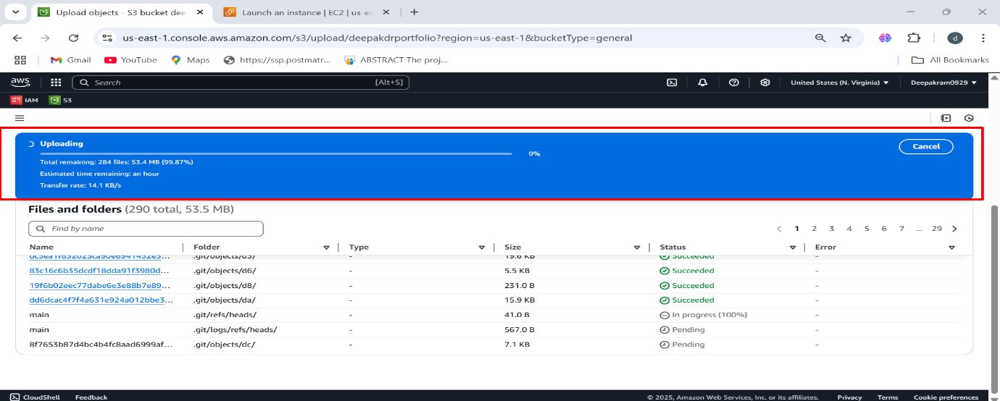 Upload objects - S3 bucket dee
Launch an instance | EC2 | us-ea
us-east-1.console.aws.amazon.com/s3/upload/deepakdrportfolio?region=us-east-1&bucketType=general
d
Gmail YouTube Maps https://ssp.postmatr... ABSTRACT The proj... All Bookmarks
aws Search [Alt+S] United States (N. Virginia) Deepakram0929
IAM S3
Uploading
0%
Cancel
Total remaining: 284 files: 53.4 MB (99.87%)
Estimated time remaining: an hour
Transfer rate: 14.1 KB/s
Files and folders (290 total, 53.5 MB)
Find by name
1 2 3 4 5 6 7 ... 29
Name Folder Type Size Status Error
.git/objects/d5/ - 19.6 KB Succeeded -
83c16c6b35dcdf18dda91f3980d... .git/objects/d6/ - 5.5 KB Succeeded -
19f6b02eec77dabe6e3e88b7e89... .git/objects/d8/ - 231.0 B Succeeded -
dd6dcac4f7f4a631e924a012bbe3... .git/objects/da/ - 15.9 KB Succeeded -
main .git/refs/heads/ - 41.0 B In progress (100%) -
main .git/logs/refs/heads/ - 567.0 B Pending -
8f7653b87d4bc4b4fc8aad6999af... .git/objects/dc/ - 7.1 KB Pending -
CloudShell Feedback © 2025, Amazon Web Services, Inc. or its affiliates. Privacy Terms Cookie preferences